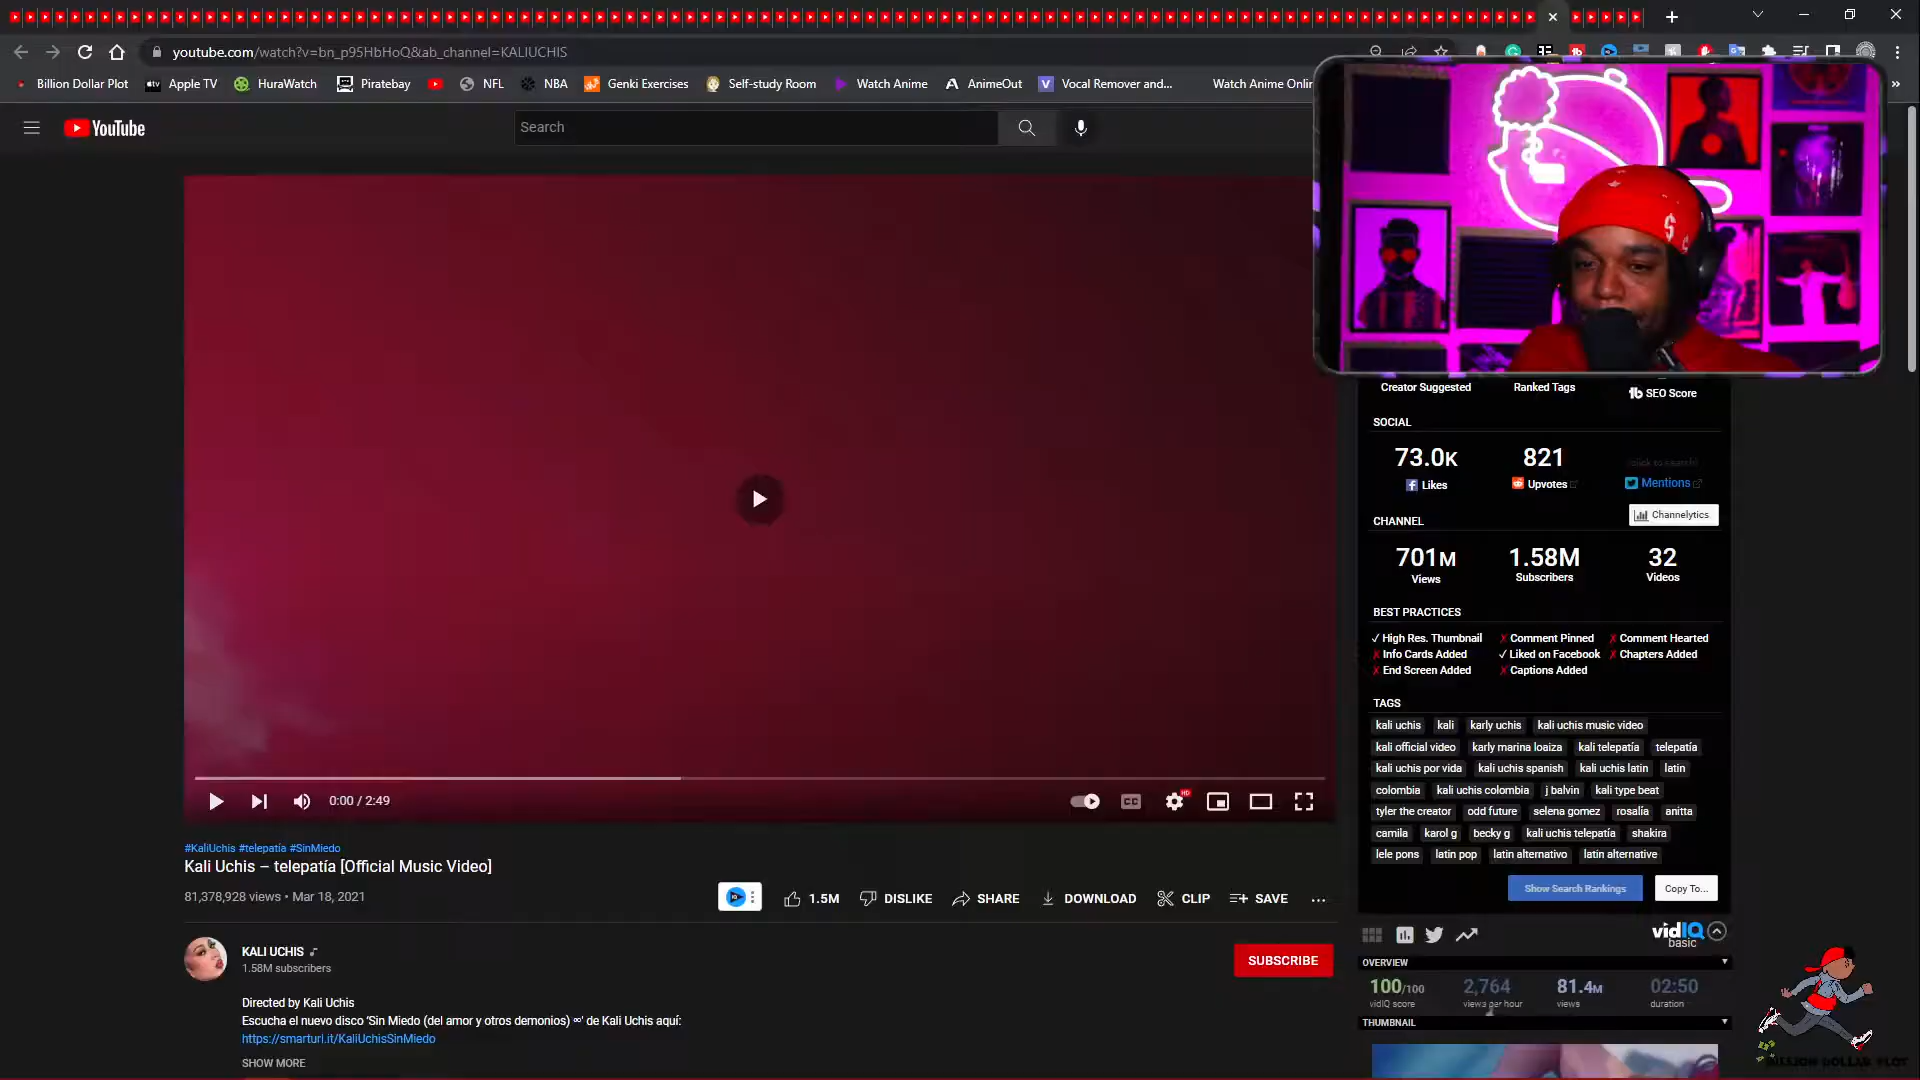 youtube.com/watch?v=bn_p95HbHoQ&ab_channel=KALIUCHIS
Billion Dollar Plot Apple TV HuraWatch Piratebay NFL NBA Genki Exercises Self-study Room Watch Anime AnimeOut Vocal Remover and... Watch Anime Onlin
YouTube
Search
Creator Suggested Ranked Tags SEO Score
SOCIAL
73.0K 821 click to search!
Likes Upvotes Mentions
CHANNEL Channelytics
701M 1.58M 32
Views Subscribers Videos
BEST PRACTICES
✓ High Res. Thumbnail ✗ Comment Pinned ✗ Comment Hearted
✗ Info Cards Added ✓ Liked on Facebook ✗ Chapters Added
✗ End Screen Added ✗ Captions Added
TAGS
kali uchis kali karly uchis kali uchis music video
kali official video karly marina loaiza kali telepatía telepatía
kali uchis por vida kali uchis spanish kali uchis latin latin
colombia kali uchis colombia j balvin kali type beat
tyler the creator odd future selena gomez rosalía anitta
camila karol g becky g kali uchis telepatía shakira
lele pons latin pop latin alternativo latin alternative
Show Search Rankings Copy To...
vidIQ
basic
OVERVIEW
100/100 2,764 81.4M 02:50
vidIQ score views per hour views duration
THUMBNAIL
CC HD
0:00 / 2:49
#KaliUchis #telepatía #SinMiedo
Kali Uchis – telepatía [Official Music Video]
81,378,928 views • Mar 18, 2021
1.5M DISLIKE SHARE DOWNLOAD CLIP SAVE ...
KALI UCHIS
1.58M subscribers
SUBSCRIBE
Directed by Kali Uchis
Escucha el nuevo disco 'Sin Miedo (del amor y otros demonios) ∞' de Kali Uchis aquí:
https://smarturl.it/KaliUchisSinMiedo
SHOW MORE
BILLION DOLLAR PLOT